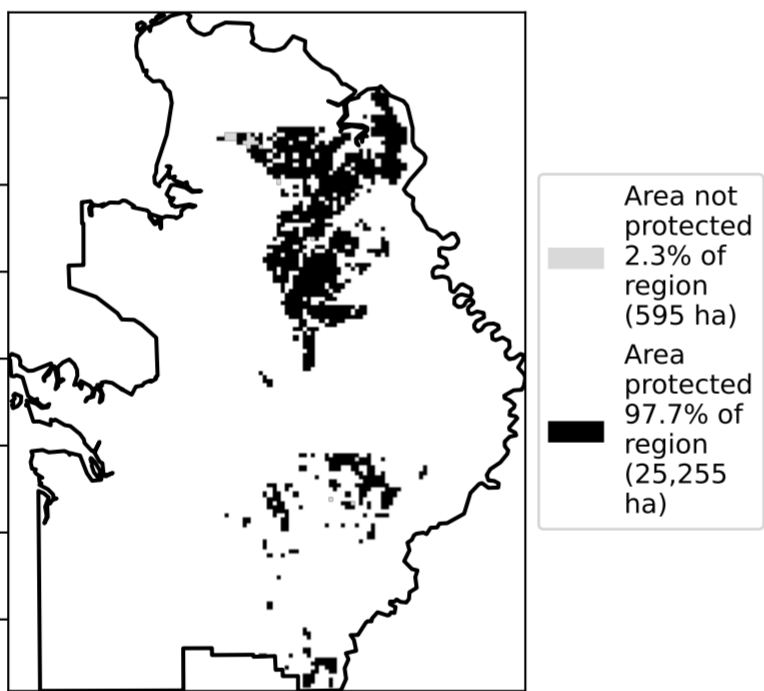 Area not
protected
2.3% of
region
(595 ha)
Area
protected
97.7% of
region
(25,255
ha)